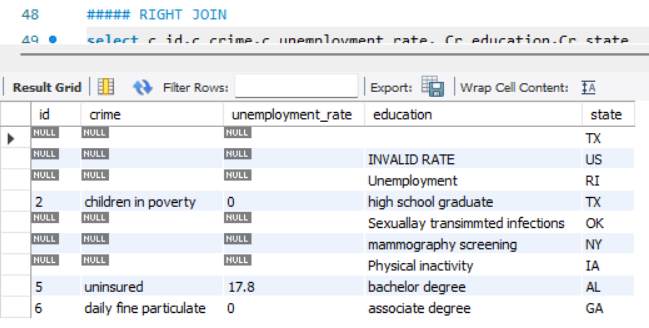 48 ##### RIGHT JOIN
49 select c.id,c.crime,c.unemployment_rate, Cr.education,Cr.state
Result Grid Filter Rows: Export: Wrap Cell Content: IA
id crime unemployment_rate education state
NULL NULL NULL TX
NULL NULL NULL INVALID RATE US
NULL NULL NULL Unemployment RI
2 children in poverty 0 high school graduate TX
NULL NULL NULL Sexuallay transimmted infections OK
NULL NULL NULL mammography screening NY
NULL NULL NULL Physical inactivity IA
5 uninsured 17.8 bachelor degree AL
6 daily fine particulate 0 associate degree GA